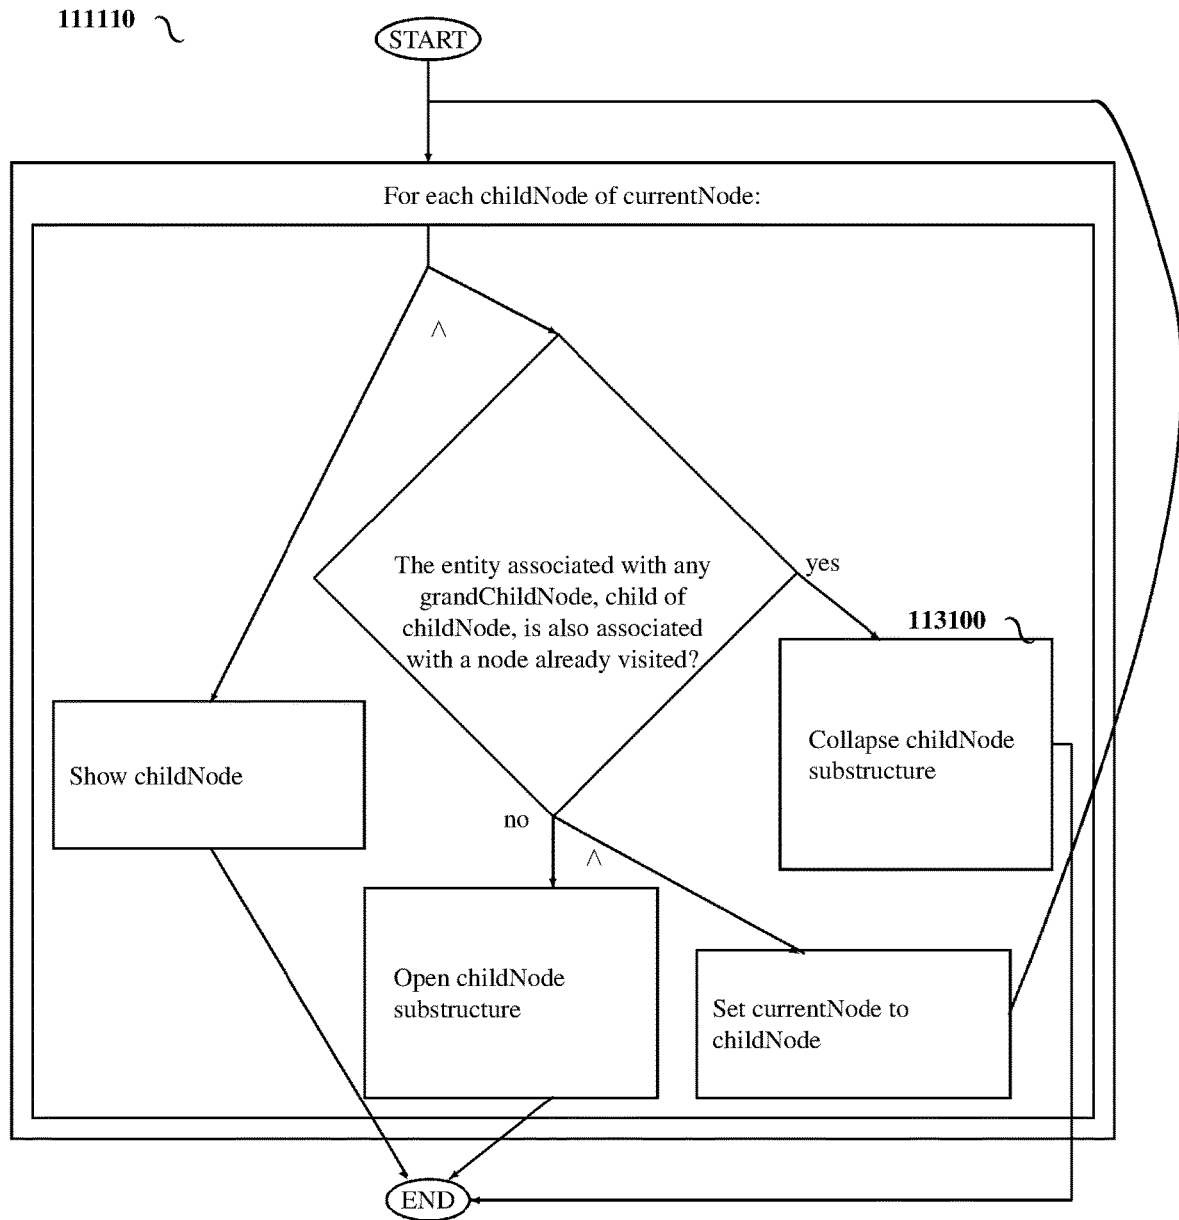 111110
START
For each childNode of currentNode:
^
The entity associated with any
grandChildNode, child of
childNode, is also associated
with a node already visited?
yes
113100
Collapse childNode
substructure
Show childNode
no
^
Open childNode
substructure
Set currentNode to
childNode
END